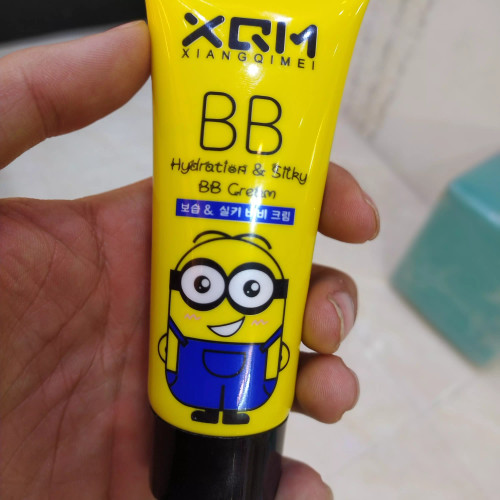 XQM
XIANGQIMEI
BB
Hydration & Silky
BB Cream
보습 & 실키 비비 크림